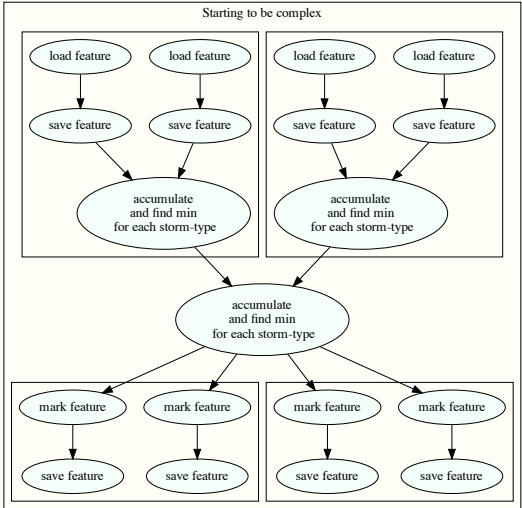 Starting to be complex
load feature
load feature
load feature
load feature
save feature
save feature
save feature
save feature
accumulate
and find min
for each storm-type
accumulate
and find min
for each storm-type
accumulate
and find min
for each storm-type
mark feature
mark feature
mark feature
mark feature
save feature
save feature
save feature
save feature